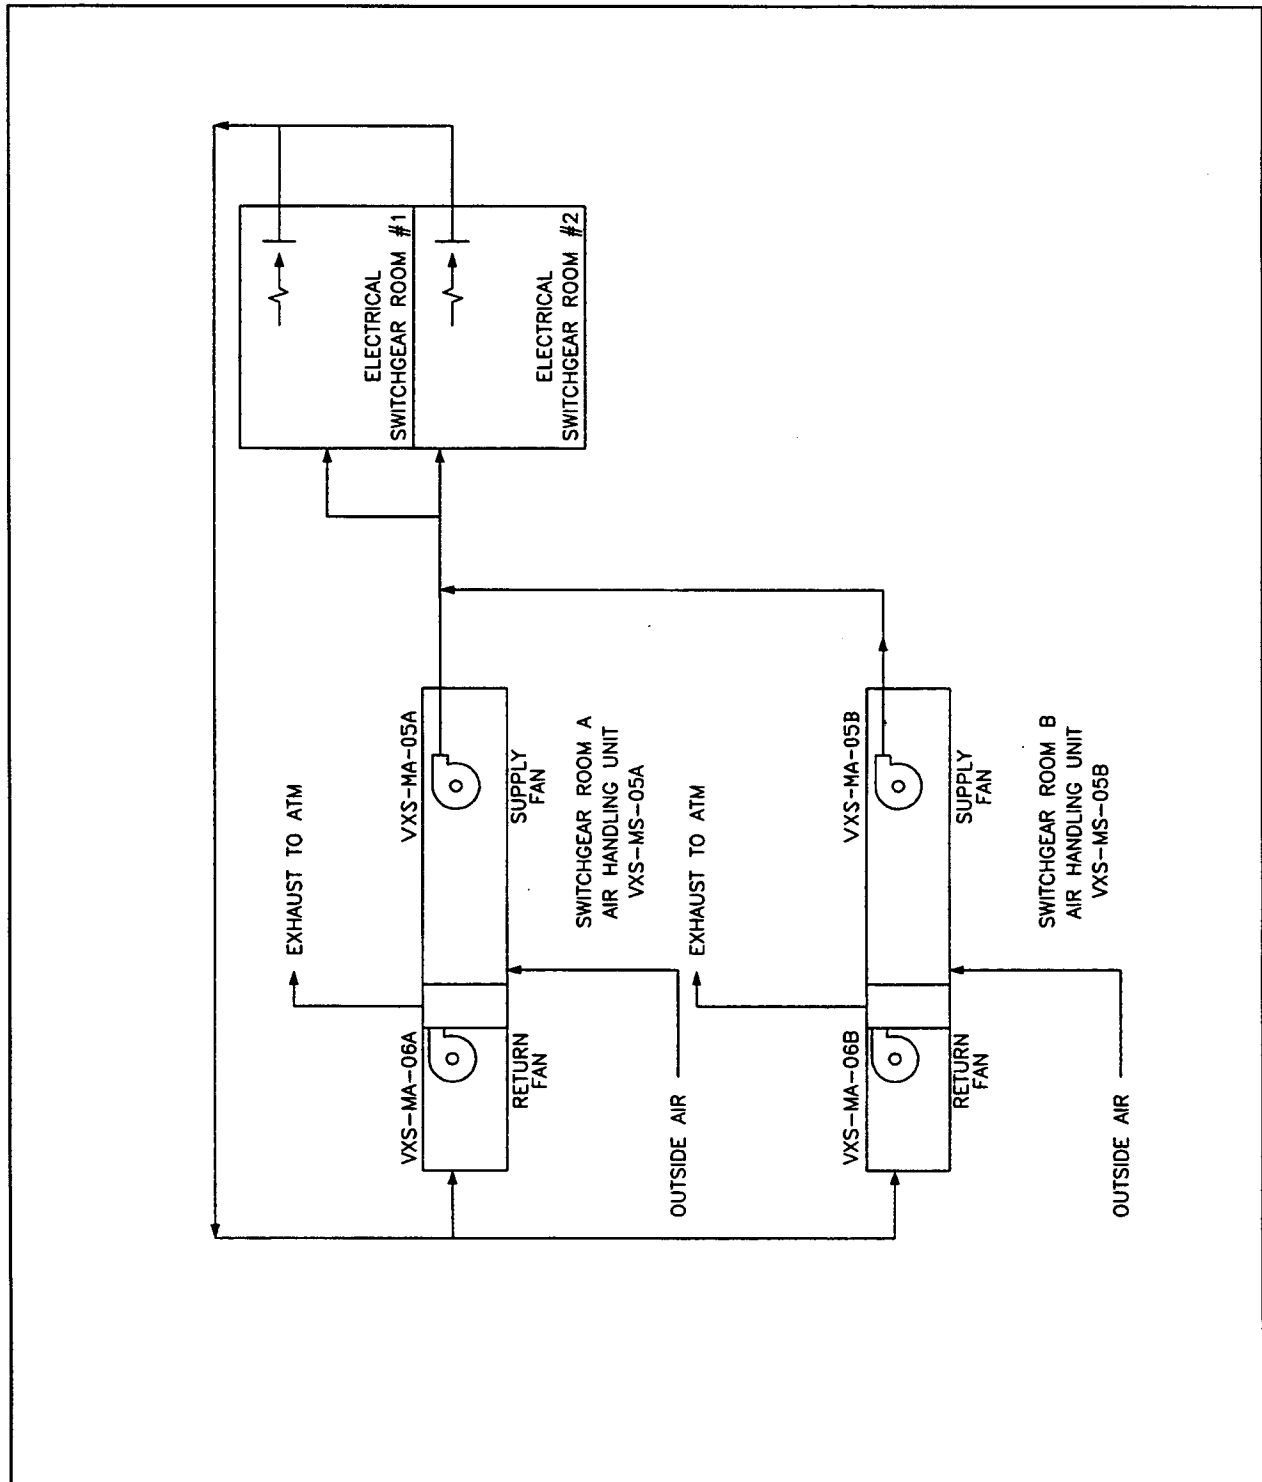 ELECTRICAL
SWITCHGEAR ROOM #1
ELECTRICAL
SWITCHGEAR ROOM #2
EXHAUST TO ATM
VXS-MA-06A
VXS-MA-05A
RETURN
FAN
SUPPLY
FAN
SWITCHGEAR ROOM A
AIR HANDLING UNIT
VXS-MS-05A
OUTSIDE AIR
EXHAUST TO ATM
VXS-MA-06B
VXS-MA-05B
RETURN
FAN
SUPPLY
FAN
SWITCHGEAR ROOM B
AIR HANDLING UNIT
VXS-MS-05B
OUTSIDE AIR